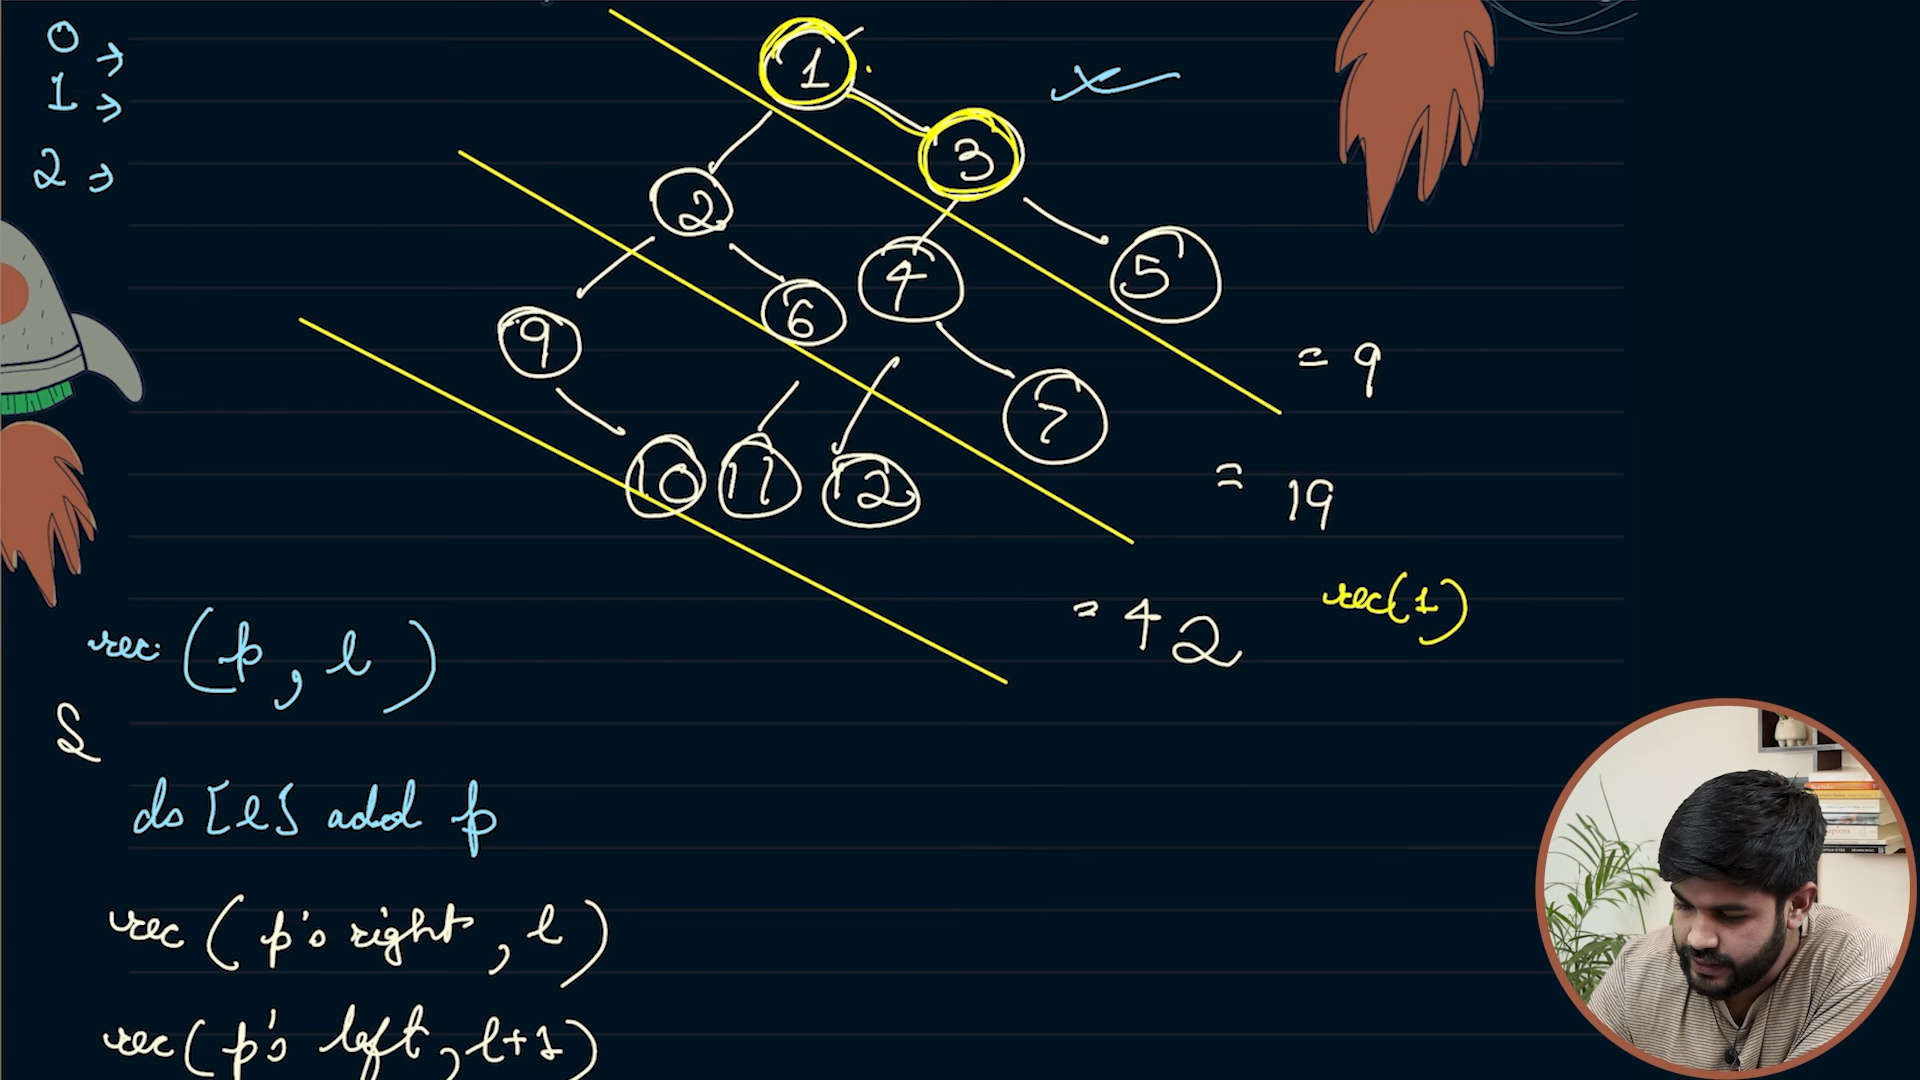 0 →
1 →
2 →
1
3
2
4
5
9
6
7
10 11 12
= 9
= 19
= 42
rec(1)
rec (p, l)
{
ds [l] add p
rec (p's right, l)
rec (p's left, l+1)